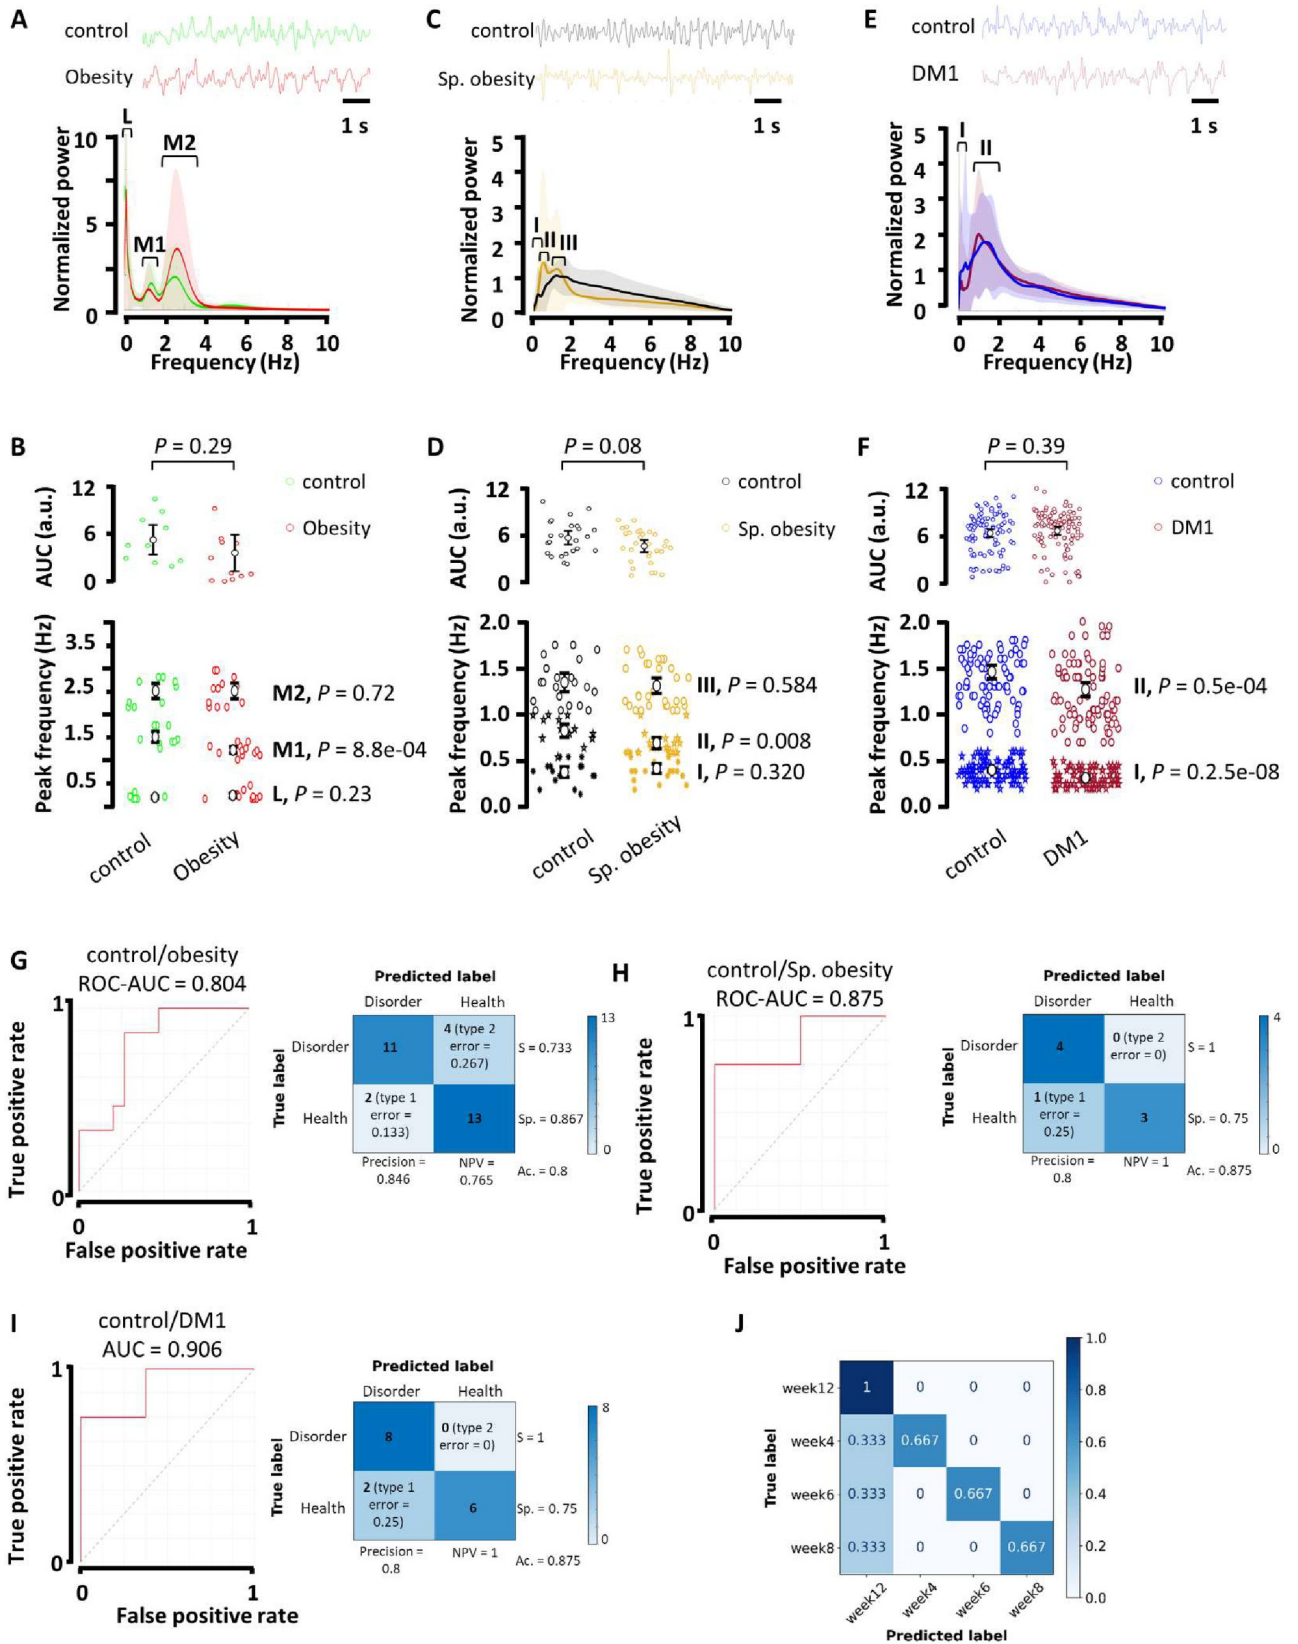 A
control
Obesity
1 s
L
M1
M2
Normalized power
10
5
0
0 2 4 6 8 10
Frequency (Hz)
C
control
Sp. obesity
1 s
I
II
III
Normalized power
5
4
3
2
1
0
0 2 4 6 8 10
Frequency (Hz)
E
control
DM1
1 s
I
II
Normalized power
5
4
3
2
1
0
0 2 4 6 8 10
Frequency (Hz)
B
P = 0.29
control
Obesity
AUC (a.u.)
12
6
0
Peak frequency (Hz)
3.5
2.5
1.5
0.5
M2, P = 0.72
M1, P = 8.8e-04
L, P = 0.23
control
Obesity
D
P = 0.08
control
Sp. obesity
AUC (a.u.)
12
6
0
Peak frequency (Hz)
2.0
1.5
1.0
0.5
0.0
III, P = 0.584
II, P = 0.008
I, P = 0.320
control
Sp. obesity
F
P = 0.39
control
DM1
AUC (a.u.)
12
6
0
Peak frequency (Hz)
2.0
1.5
1.0
0.5
0.0
II, P = 0.5e-04
I, P = 0.2.5e-08
control
DM1
G
control/obesity
ROC-AUC = 0.804
True positive rate
1
0
0 1
False positive rate
Predicted label
Disorder Health
True label
Disorder
Health
11
4 (type 2
error =
0.267)
S = 0.733
2 (type 1
error =
0.133)
13
Sp. = 0.867
Precision =
0.846
NPV =
0.765
Ac. = 0.8
13
0
H
control/Sp. obesity
ROC-AUC = 0.875
True positive rate
1
0
0 1
False positive rate
Predicted label
Disorder Health
True label
Disorder
Health
4
0 (type 2
error = 0)
S = 1
1 (type 1
error =
0.25)
3
Sp. = 0.75
Precision =
0.8
NPV = 1
Ac. = 0.875
4
0
I
control/DM1
AUC = 0.906
True positive rate
1
0
0 1
False positive rate
Predicted label
Disorder Health
True label
Disorder
Health
8
0 (type 2
error = 0)
S = 1
2 (type 1
error =
0.25)
6
Sp. = 0.75
Precision =
0.8
NPV = 1
Ac. = 0.875
8
0
J
True label
week12 1 0 0 0
week4 0.333 0.667 0 0
week6 0.333 0 0.667 0
week8 0.333 0 0 0.667
week12 week4 week6 week8
Predicted label
1.0
0.8
0.6
0.4
0.2
0.0